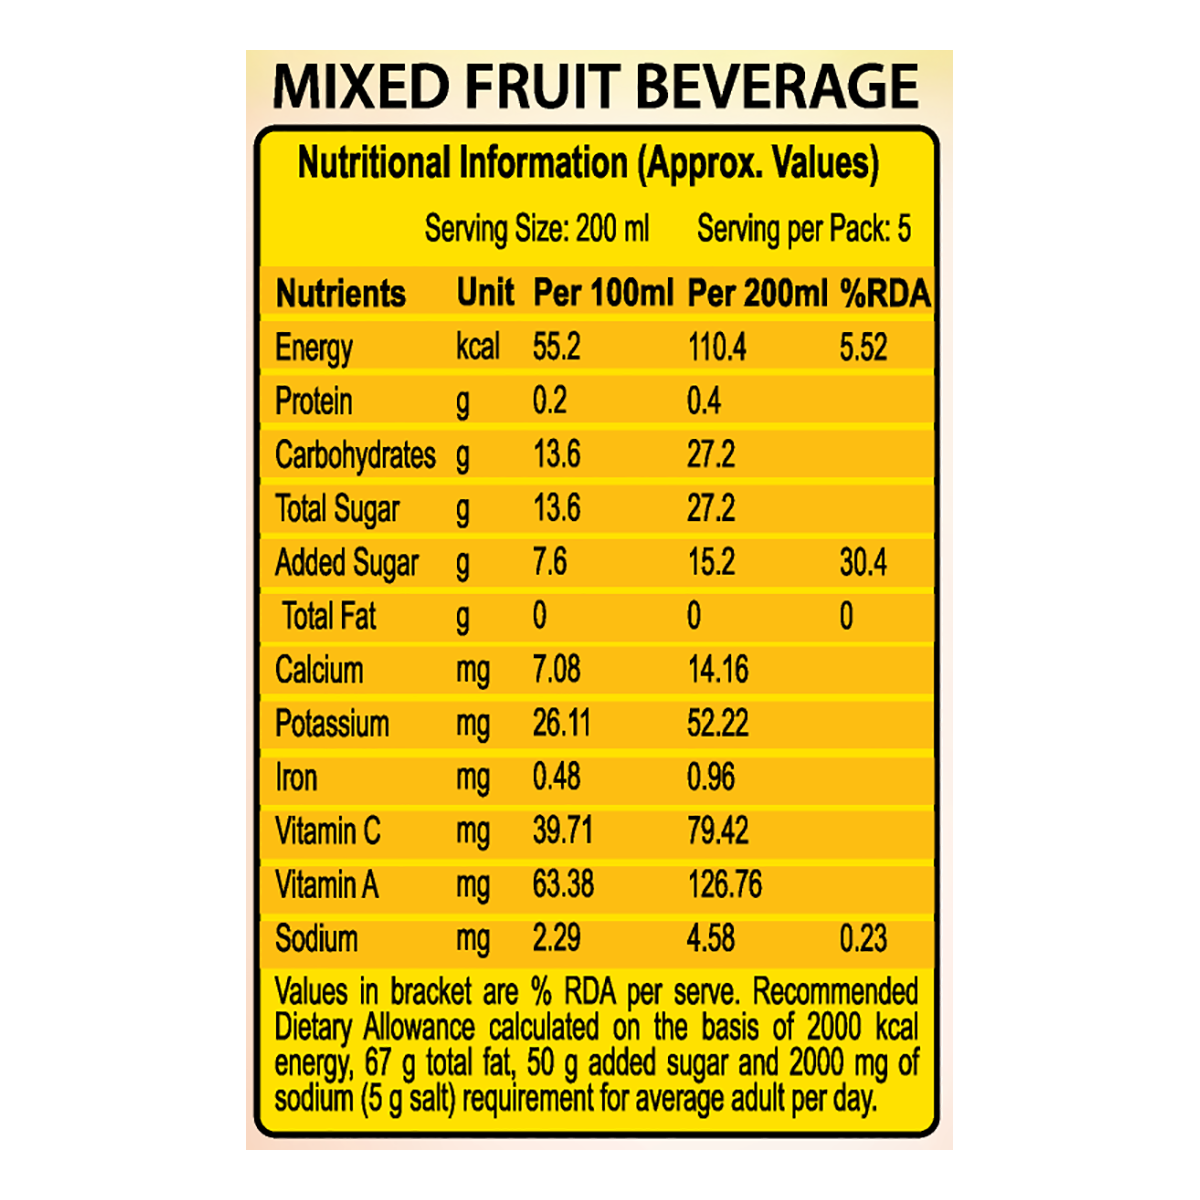 MIXED FRUIT BEVERAGE
Nutritional Information (Approx. Values)
Serving Size: 200 ml Serving per Pack: 5
Nutrients Unit Per 100ml Per 200ml %RDA
Energy kcal 55.2 110.4 5.52
Protein g 0.2 0.4
Carbohydrates g 13.6 27.2
Total Sugar g 13.6 27.2
Added Sugar g 7.6 15.2 30.4
Total Fat g 0 0 0
Calcium mg 7.08 14.16
Potassium mg 26.11 52.22
Iron mg 0.48 0.96
Vitamin C mg 39.71 79.42
Vitamin A mg 63.38 126.76
Sodium mg 2.29 4.58 0.23
Values in bracket are % RDA per serve. Recommended
Dietary Allowance calculated on the basis of 2000 kcal
energy, 67 g total fat, 50 g added sugar and 2000 mg of
sodium (5 g salt) requirement for average adult per day.